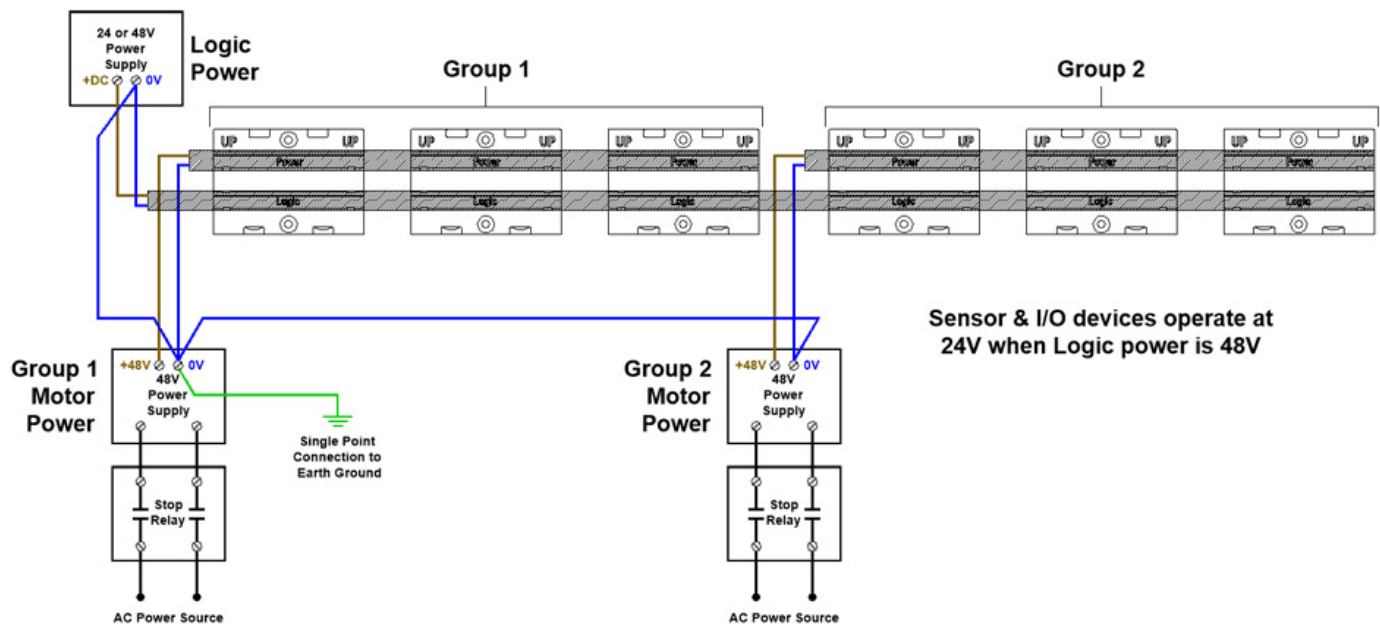 24 or 48V
Power
Supply
+DC 0V
Logic
Power
Group 1
Group 2
UP UP UP UP UP UP UP UP UP UP UP UP
Power Power Power Power Power Power
Logic Logic Logic Logic Logic Logic
Sensor & I/O devices operate at
24V when Logic power is 48V
Group 1
Motor
Power
+48V 0V
48V
Power
Supply
Single Point
Connection to
Earth Ground
Stop
Relay
AC Power Source
Group 2
Motor
Power
+48V 0V
48V
Power
Supply
Stop
Relay
AC Power Source